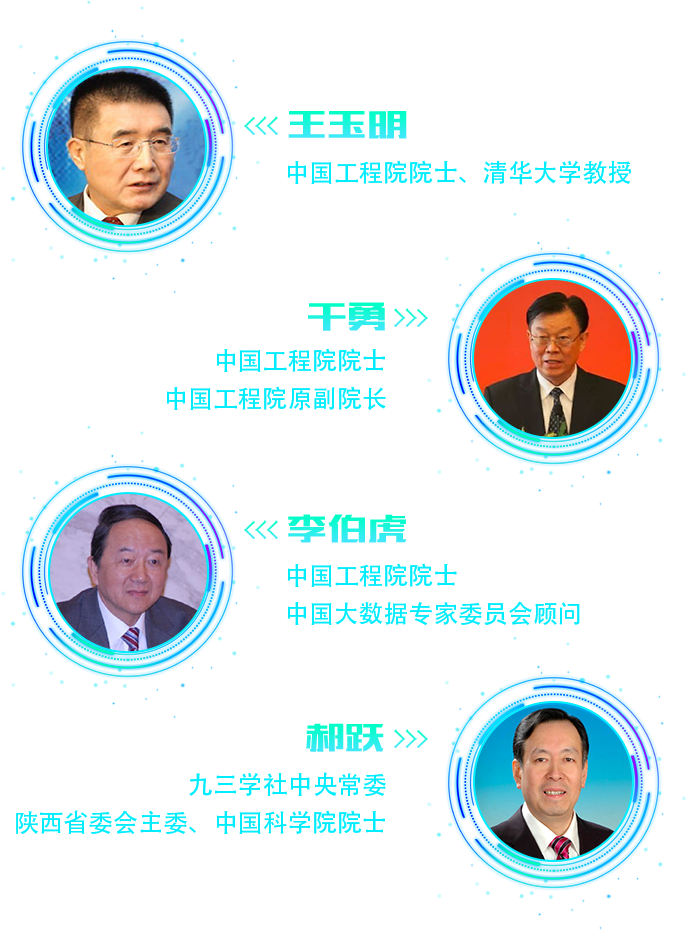 王玉明
中国工程院院士、清华大学教授
干勇
中国工程院院士
中国工程院原副院长
李伯虎
中国工程院院士
中国大数据专家委员会顾问
郝跃
九三学社中央常委
陕西省委会主委、中国科学院院士